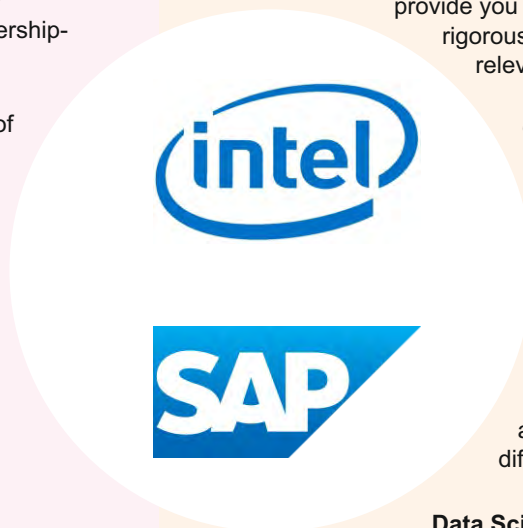 ership-
of
provide you
rigorous
relev
intel
SAP
a
dif
Data Sci